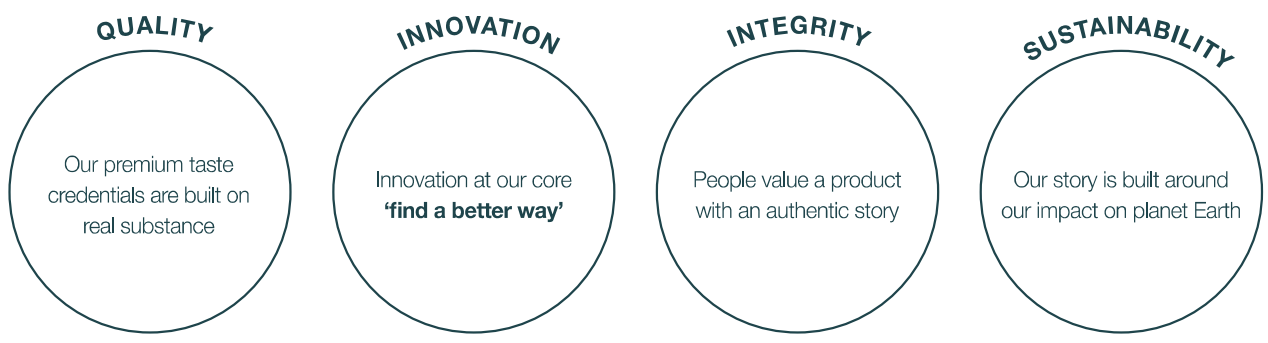 QUALITY
Our premium taste
credentials are built on
real substance
INNOVATION
Innovation at our core
‘find a better way’
INTEGRITY
People value a product
with an authentic story
SUSTAINABILITY
Our story is built around
our impact on planet Earth